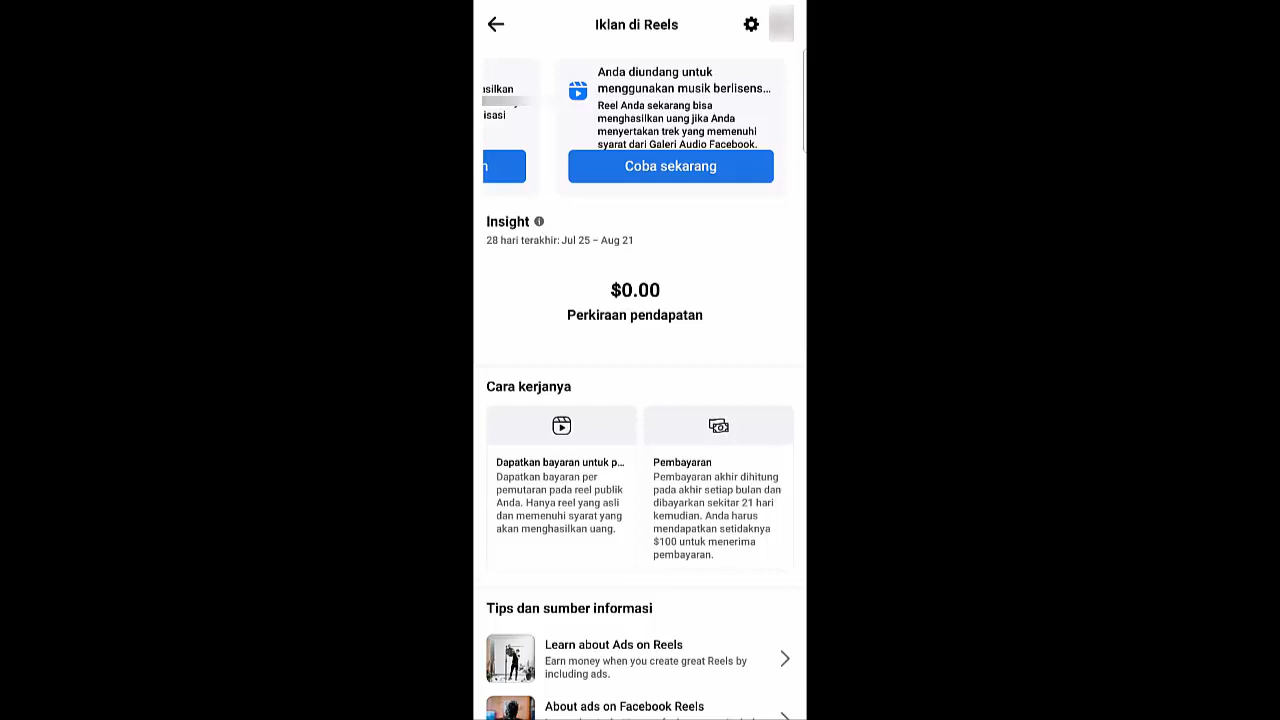 Iklan di Reels
asilkan
isasi
n
Anda diundang untuk
menggunakan musik berlisens...
Reel Anda sekarang bisa
menghasilkan uang jika Anda
menyertakan trek yang memenuhi
syarat dari Galeri Audio Facebook.
Coba sekarang
Insight
28 hari terakhir: Jul 25 – Aug 21
$0.00
Perkiraan pendapatan
Cara kerjanya
Dapatkan bayaran untuk p...
Dapatkan bayaran per
pemutaran pada reel publik
Anda. Hanya reel yang asli
dan memenuhi syarat yang
akan menghasilkan uang.
Pembayaran
Pembayaran akhir dihitung
pada akhir setiap bulan dan
dibayarkan sekitar 21 hari
kemudian. Anda harus
mendapatkan setidaknya
$100 untuk menerima
pembayaran.
Tips dan sumber informasi
Learn about Ads on Reels
Earn money when you create great Reels by
including ads.
About ads on Facebook Reels